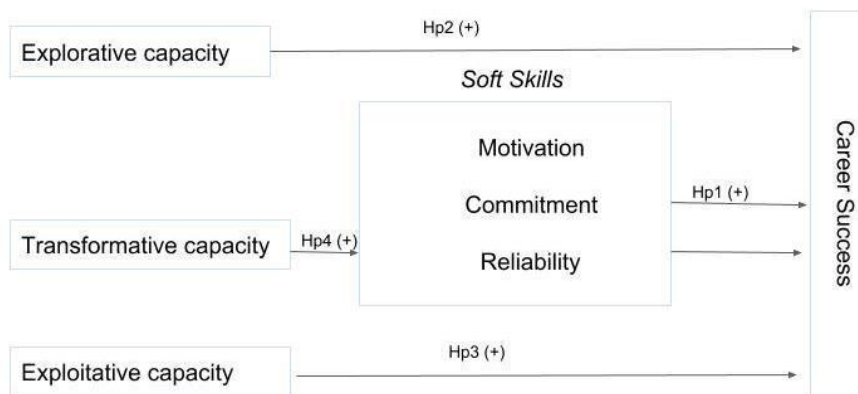 Hp2 (+)
Explorative capacity
Soft Skills
Motivation
Hp1 (+)
Commitment
Transformative capacity
Hp4 (+)
Reliability
Career Success
Hp3 (+)
Exploitative capacity